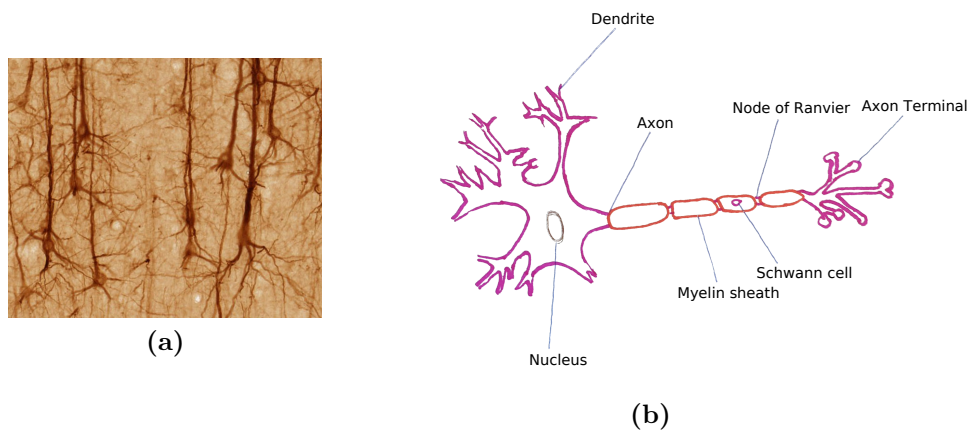 Dendrite
Axon
Node of Ranvier
Axon Terminal
Schwann cell
Myelin sheath
Nucleus
(a)
(b)